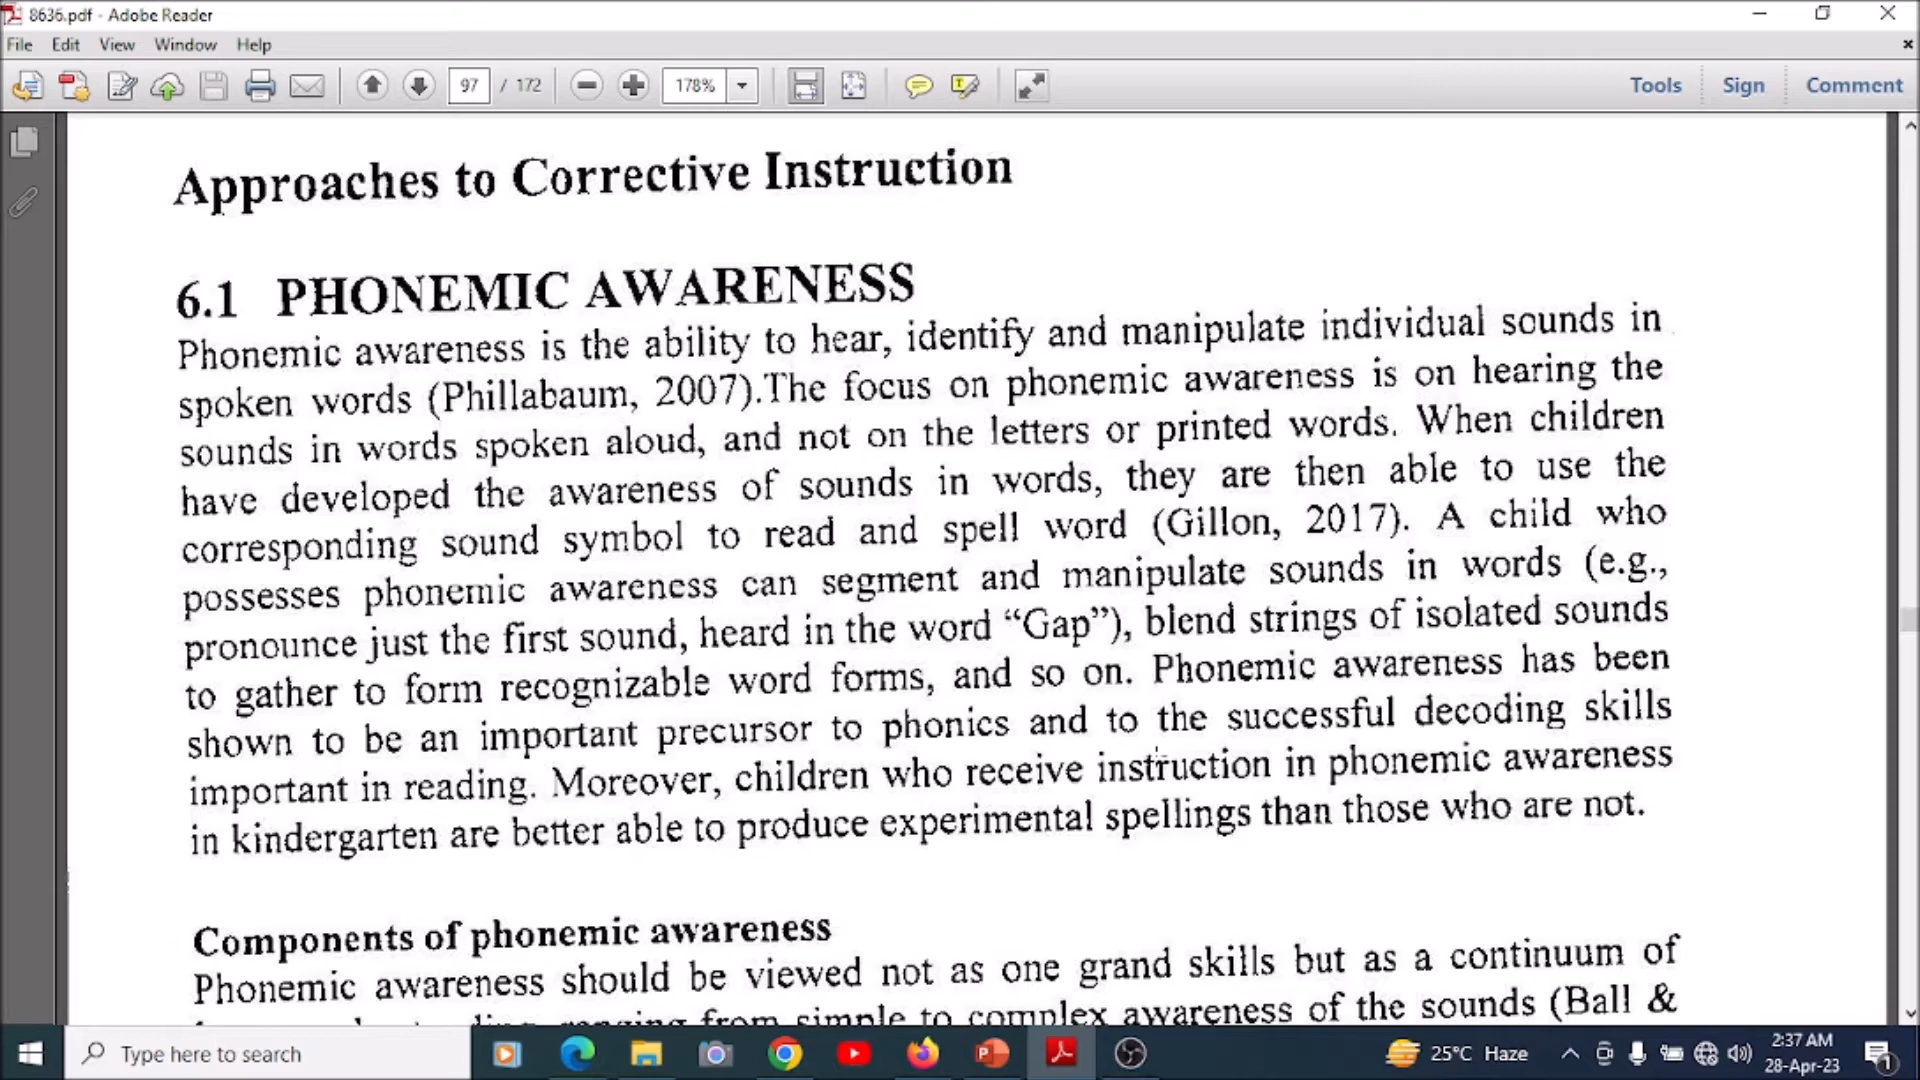 8636.pdf - Adobe Reader
File Edit View Window Help
97 / 172 178% Tools Sign Comment
Approaches to Corrective Instruction
6.1 PHONEMIC AWARENESS
Phonemic awareness is the ability to hear, identify and manipulate individual sounds in
spoken words (Phillabaum, 2007).The focus on phonemic awareness is on hearing the
sounds in words spoken aloud, and not on the letters or printed words. When children
have developed the awareness of sounds in words, they are then able to use the
corresponding sound symbol to read and spell word (Gillon, 2017). A child who
possesses phonemic awareness can segment and manipulate sounds in words (e.g.,
pronounce just the first sound, heard in the word “Gap”), blend strings of isolated sounds
to gather to form recognizable word forms, and so on. Phonemic awareness has been
shown to be an important precursor to phonics and to the successful decoding skills
important in reading. Moreover, children who receive instruction in phonemic awareness
in kindergarten are better able to produce experimental spellings than those who are not.
Components of phonemic awareness
Phonemic awareness should be viewed not as one grand skills but as a continuum of
ranging from simple to complex awareness of the sounds (Ball &
Type here to search 25°C Haze 2:37 AM
28-Apr-23 1